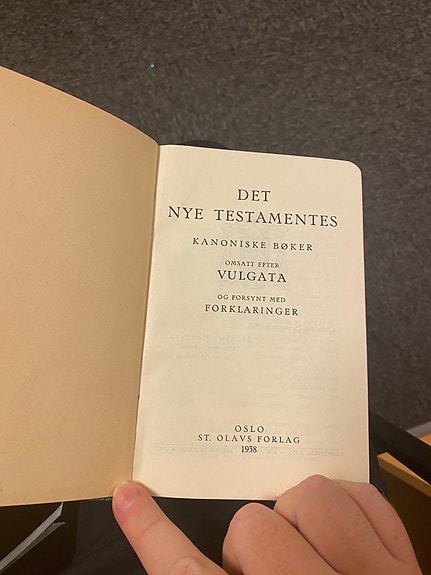 DET
NYE TESTAMENTES
KANONISKE BØKER
OMSATT EFTER
VULGATA
OG FORSYNT MED
FORKLARINGER
OSLO
ST. OLAVS FORLAG
1938